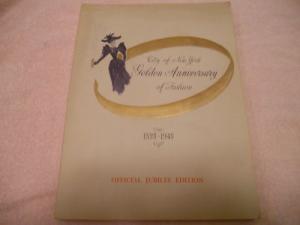 City of New York
Golden Anniversary
of Fashion
1898-1948
OFFICIAL JUBILEE EDITION